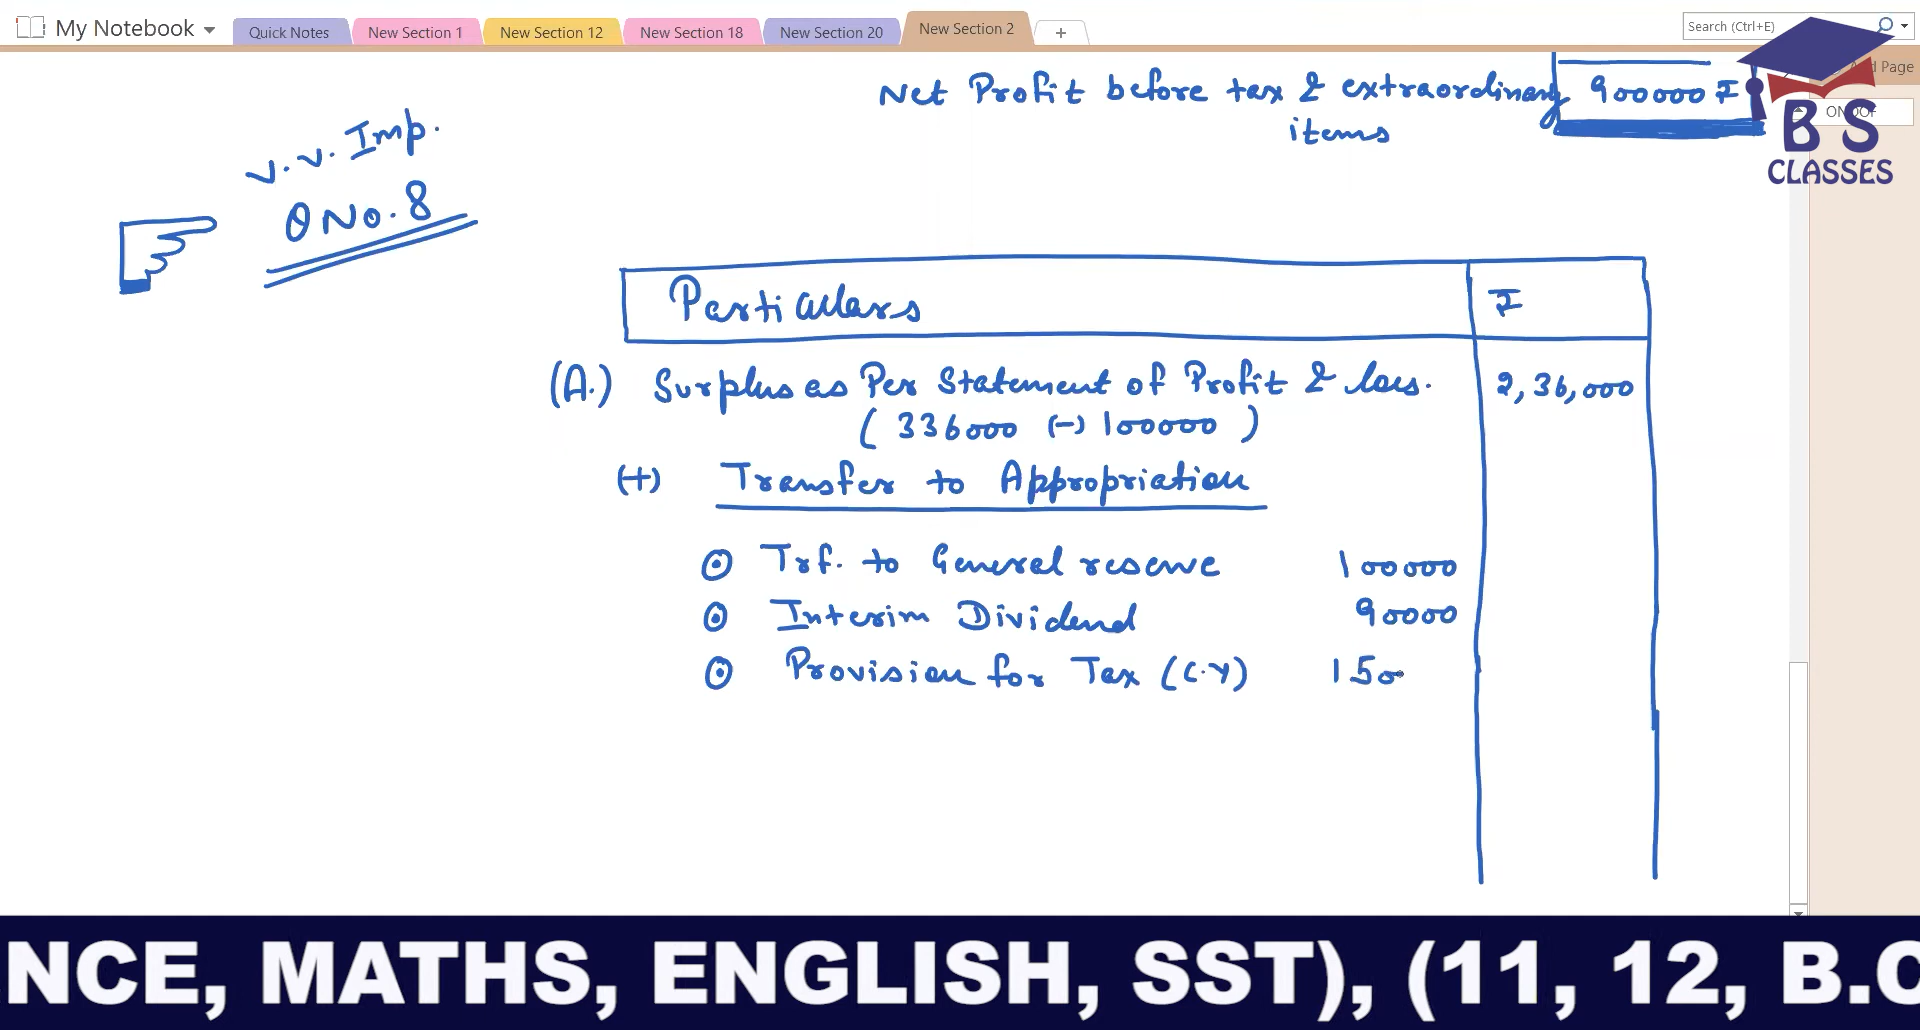 My Notebook
Quick Notes
New Section 1
New Section 12
New Section 18
New Section 20
New Section 2
+
Search (Ctrl+E)
Page
B S
CLASSES
Net Profit before tax & extraordinary 900000 ₹
items
V.V. Imp.
Q No. 8
Particulars ₹
(A.) Surplus as Per Statement of Profit & loss. 2,36,000
( 336000 (-) 100000 )
(+) Transfer to Appropriation
Trf. to General reserve 100000
Interim Dividend 90000
Provision for Tax (C.Y) 1500
NCE, MATHS, ENGLISH, SST), (11, 12, B.C